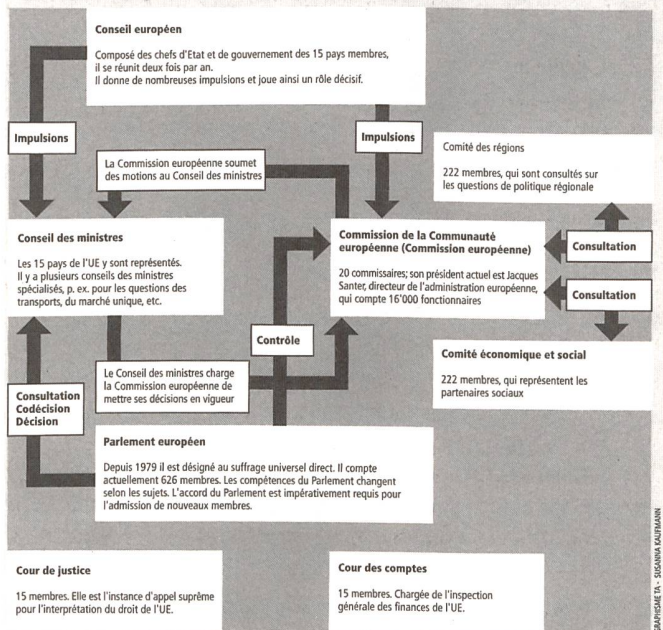 Conseil européen
Composé des chefs d'Etat et de gouvernement des 15 pays membres,
il se réunit deux fois par an.
Il donne de nombreuses impulsions et joue ainsi un rôle décisif.
Impulsions
Impulsions
La Commission européenne soumet
des motions au Conseil des ministres
Comité des régions
222 membres, qui sont consultés sur
les questions de politique régionale
Conseil des ministres
Les 15 pays de l'UE y sont représentés.
Il y a plusieurs conseils des ministres
spécialisés, p. ex. pour les questions des
transports, du marché unique, etc.
Commission de la Communauté
européenne (Commission européenne)
20 commissaires; son président actuel est Jacques
Santer, directeur de l'administration européenne,
qui compte 16'000 fonctionnaires
Consultation
Consultation
Contrôle
Comité économique et social
222 membres, qui représentent les
partenaires sociaux
Le Conseil des ministres charge
la Commission européenne de
mettre ses décisions en vigueur
Consultation
Codécision
Décision
Parlement européen
Depuis 1979 il est désigné au suffrage universel direct. Il compte
actuellement 626 membres. Les compétences du Parlement changent
selon les sujets. L'accord du Parlement est impérativement requis pour
l'admission de nouveaux membres.
Cour de justice
15 membres. Elle est l'instance d'appel suprême
pour l'interprétation du droit de l'UE.
Cour des comptes
15 membres. Chargée de l'inspection
générale des finances de l'UE.
GRAPHISME TA - SUSANNA KAUFMANN